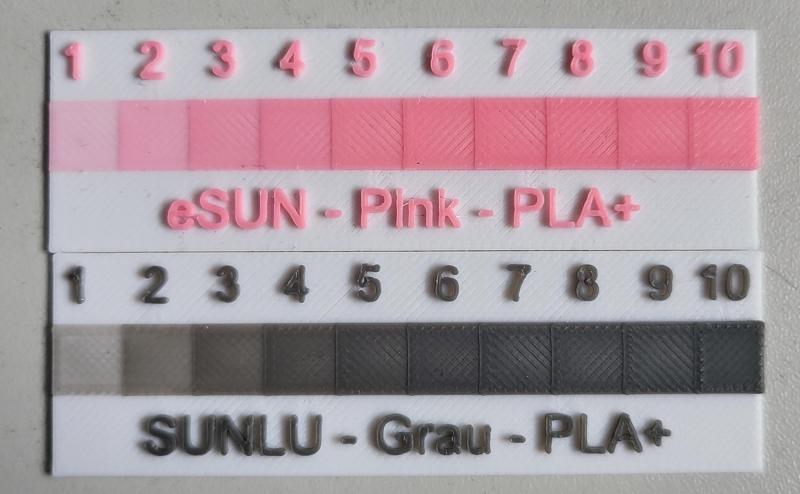 1 2 3 4 5 6 7 8 9 10
eSUN - Pink - PLA+
1 2 3 4 5 6 7 8 9 10
SUNLU - Grau - PLA+